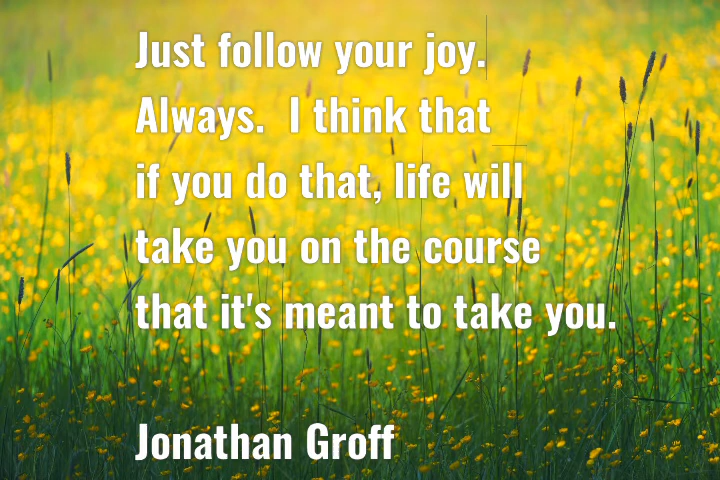 Just follow your joy.
Always.  I think that
if you do that, life will
take you on the course
that it's meant to take you.
Jonathan Groff